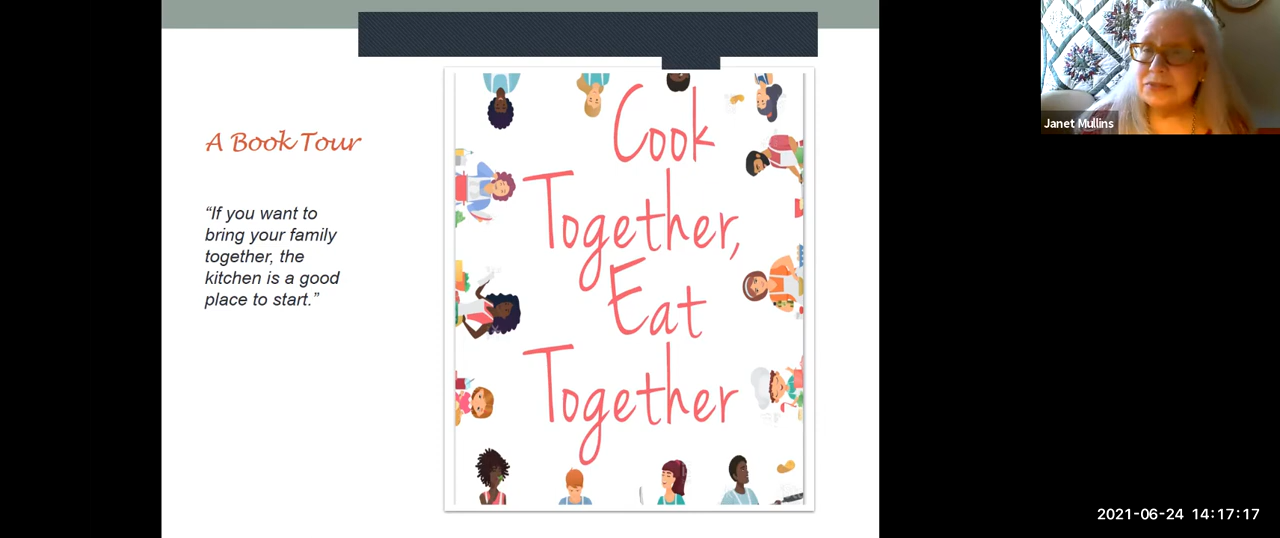 A Book Tour
“If you want to
bring your family
together, the
kitchen is a good
place to start.”
Cook
Together,
Eat
Together
Janet Mullins
2021-06-24 14:17:17